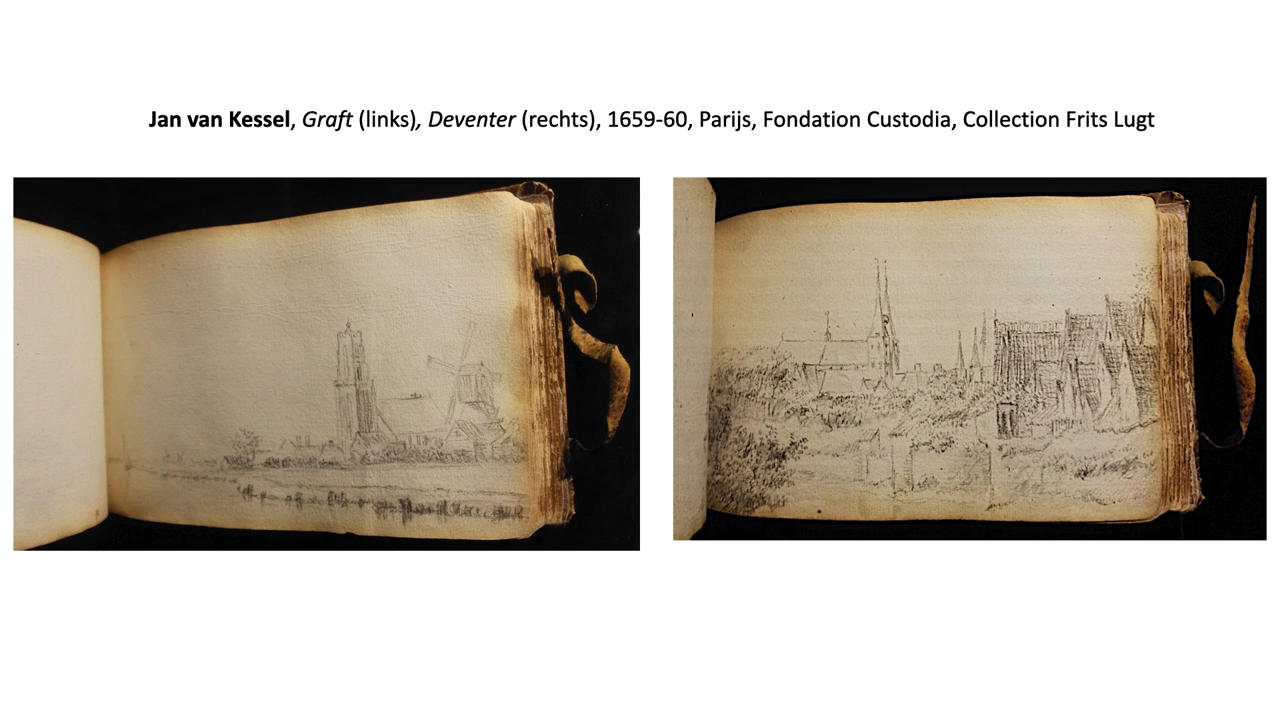 Jan van Kessel, Graft (links), Deventer (rechts), 1659-60, Parijs, Fondation Custodia, Collection Frits Lugt